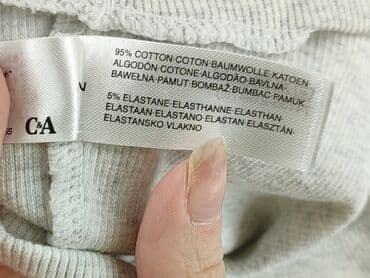 95% COTTON COTON·BAUMWOLLE·KATOEN·
ALGODÓN·COTONE·ALGODÃO·BAVLNA·
BAWEŁNA·PAMUT·BOMBAŽ·BUMBAC·PAMUK
5% ELASTANE·ELASTHANNE·ELASTHAN·
ELASTAAN·ELASTANO·ELASTAN·ELASZTÁN·
ELASTANSKO VLAKNO
N
C&A